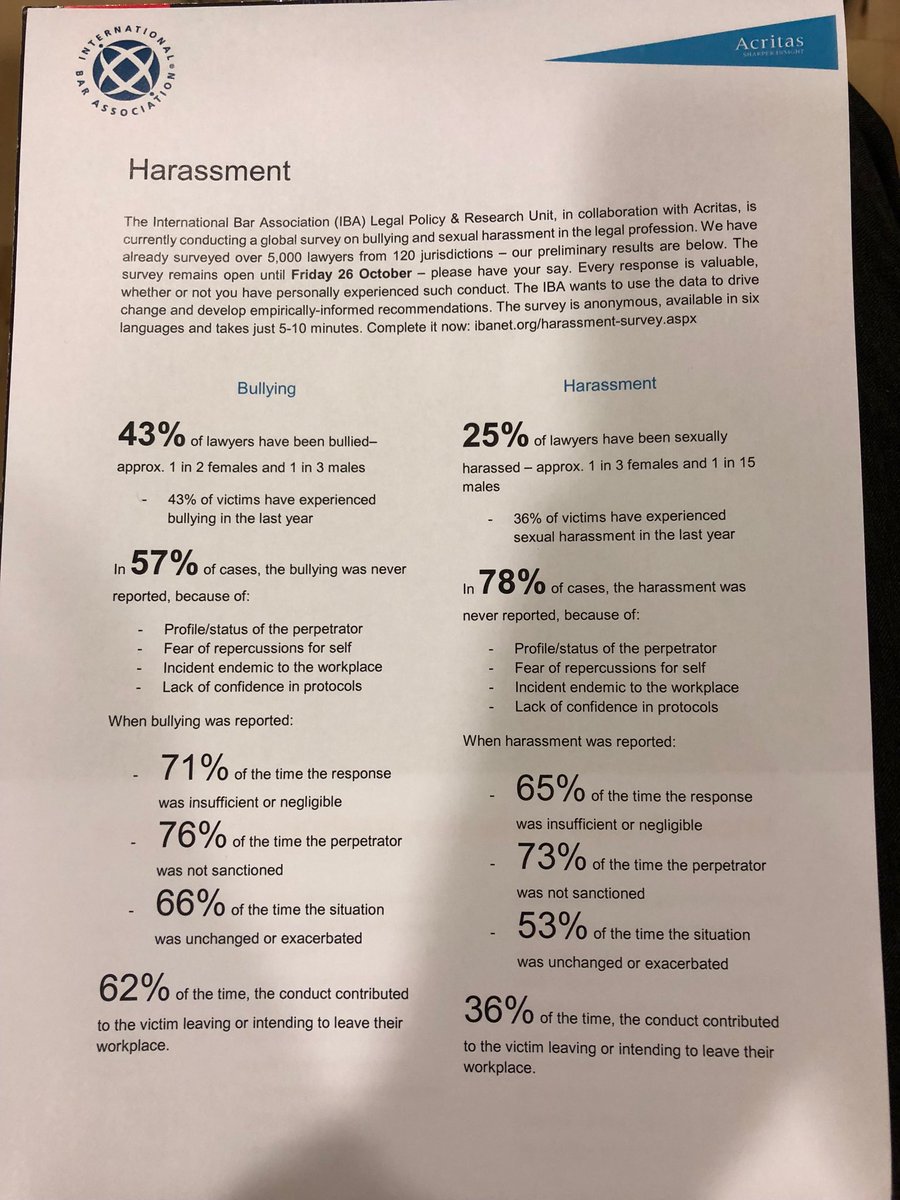 INTERNATIONAL BAR ASSOCIATION®
Acritas
SHARPER INSIGHT
Harassment
The International Bar Association (IBA) Legal Policy & Research Unit, in collaboration with Acritas, is
currently conducting a global survey on bullying and sexual harassment in the legal profession. We have
already surveyed over 5,000 lawyers from 120 jurisdictions – our preliminary results are below. The
survey remains open until Friday 26 October – please have your say. Every response is valuable,
whether or not you have personally experienced such conduct. The IBA wants to use the data to drive
change and develop empirically-informed recommendations. The survey is anonymous, available in six
languages and takes just 5-10 minutes. Complete it now: ibanet.org/harassment-survey.aspx
Bullying
43% of lawyers have been bullied–
approx. 1 in 2 females and 1 in 3 males
- 43% of victims have experienced
bullying in the last year
In 57% of cases, the bullying was never
reported, because of:
- Profile/status of the perpetrator
- Fear of repercussions for self
- Incident endemic to the workplace
- Lack of confidence in protocols
When bullying was reported:
- 71% of the time the response
was insufficient or negligible
- 76% of the time the perpetrator
was not sanctioned
- 66% of the time the situation
was unchanged or exacerbated
62% of the time, the conduct contributed
to the victim leaving or intending to leave their
workplace.
Harassment
25% of lawyers have been sexually
harassed – approx. 1 in 3 females and 1 in 15
males
- 36% of victims have experienced
sexual harassment in the last year
In 78% of cases, the harassment was
never reported, because of:
- Profile/status of the perpetrator
- Fear of repercussions for self
- Incident endemic to the workplace
- Lack of confidence in protocols
When harassment was reported:
- 65% of the time the response
was insufficient or negligible
- 73% of the time the perpetrator
was not sanctioned
- 53% of the time the situation
was unchanged or exacerbated
36% of the time, the conduct contributed
to the victim leaving or intending to leave their
workplace.